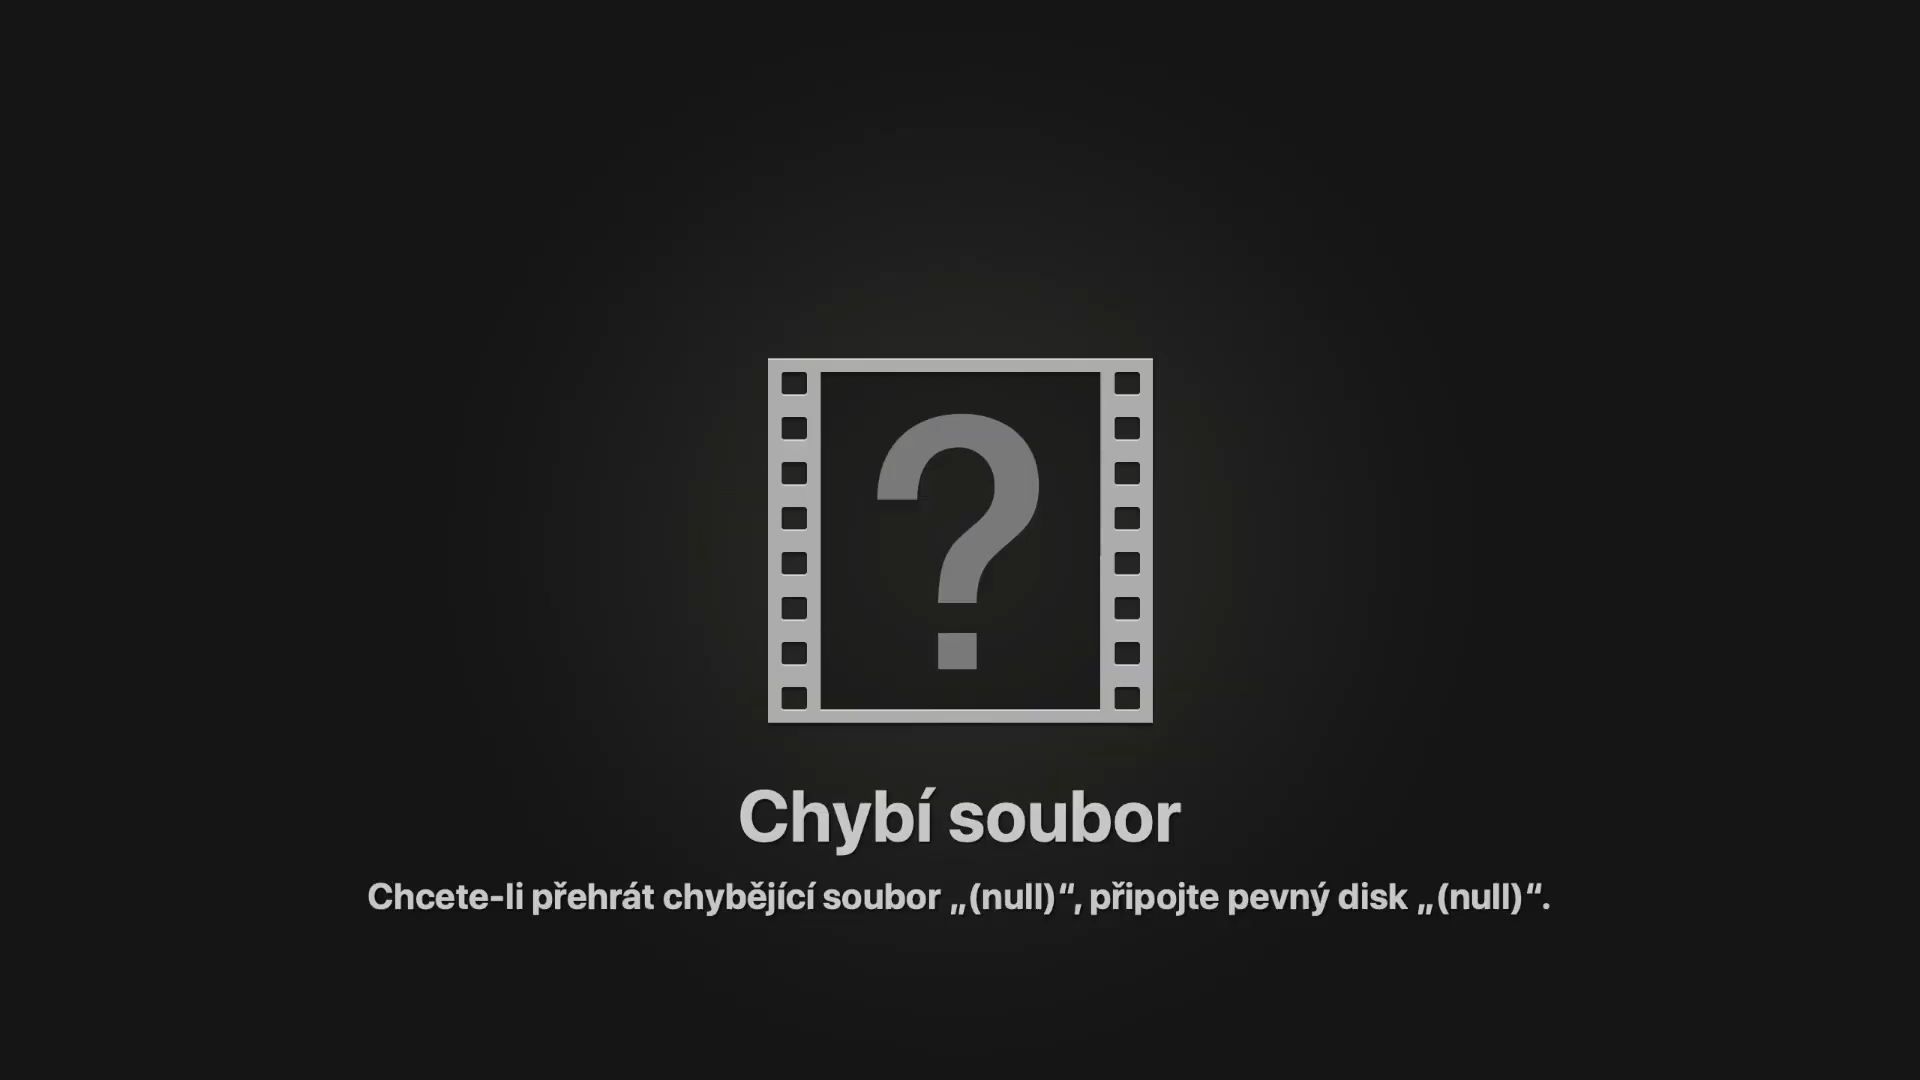 Chybí soubor
Chcete-li přehrát chybějící soubor „(null)“, připojte pevný disk „(null)“.